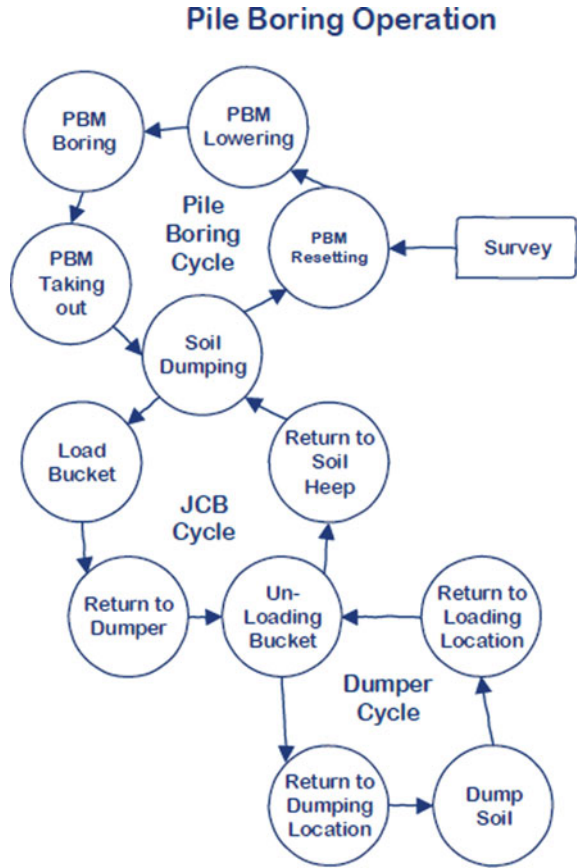 Pile Boring Operation
PBM
Boring
PBM
Lowering
Pile
Boring
Cycle
PBM
Resetting
Survey
PBM
Taking
out
Soil
Dumping
Load
Bucket
Return to
Soil
Heep
JCB
Cycle
Return to
Dumper
Un-
Loading
Bucket
Return to
Loading
Location
Dumper
Cycle
Return to
Dumping
Location
Dump
Soil